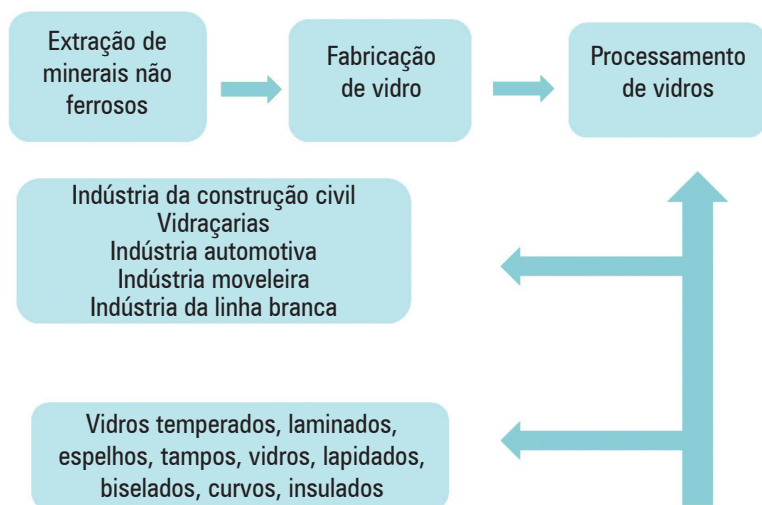 Extração de
minerais não
ferrosos
Fabricação
de vidro
Processamento
de vidros
Indústria da construção civil
Vidraçarias
Indústria automotiva
Indústria moveleira
Indústria da linha branca
Vidros temperados, laminados,
espelhos, tampos, vidros, lapidados,
biselados, curvos, insulados